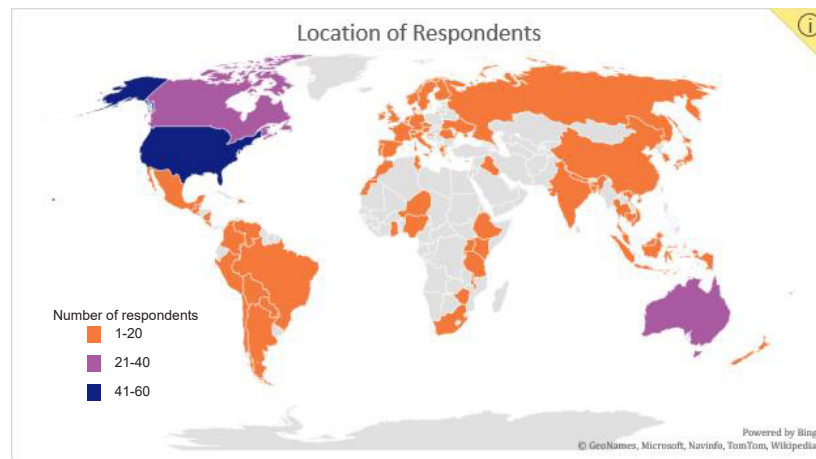 Location of Respondents
Number of respondents
1-20
21-40
41-60
Powered by Bing
© GeoNames, Microsoft, Navinfo, TomTom, Wikipedia